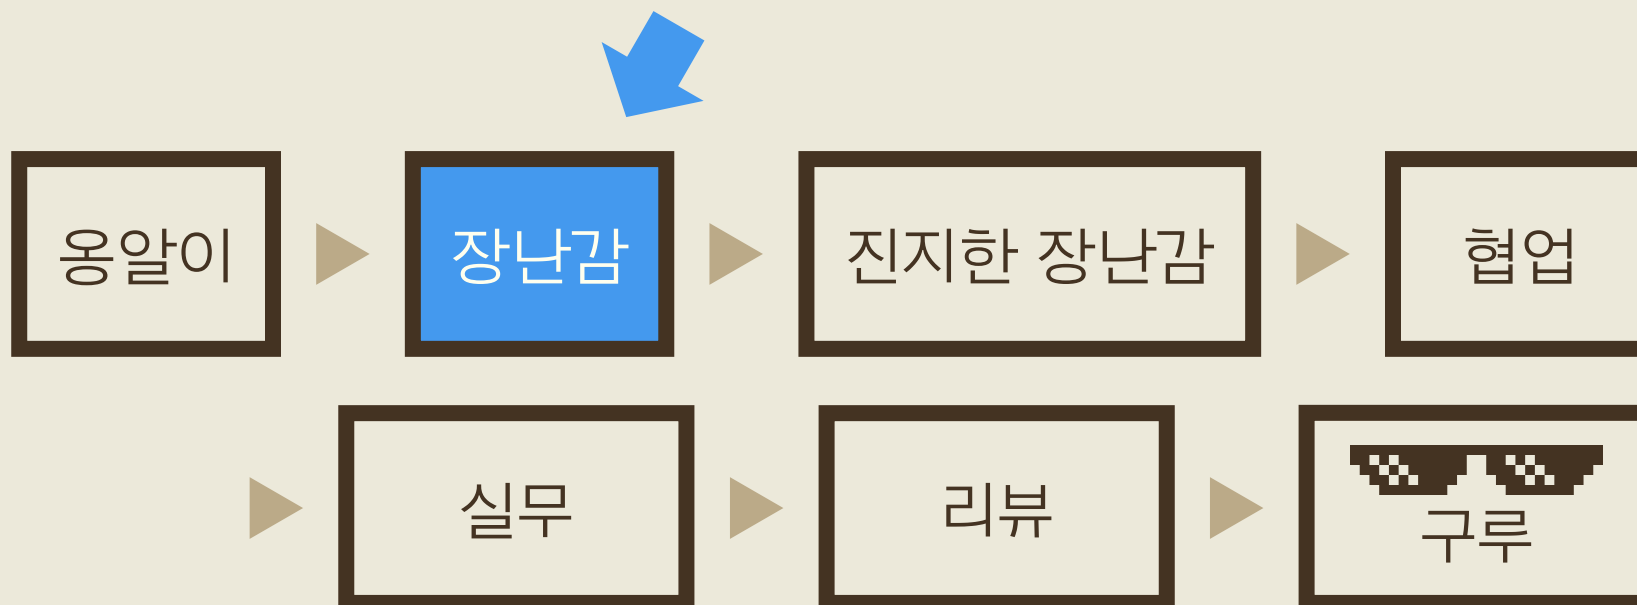 옹알이
장난감
진지한 장난감
협업
실무
리뷰
구루